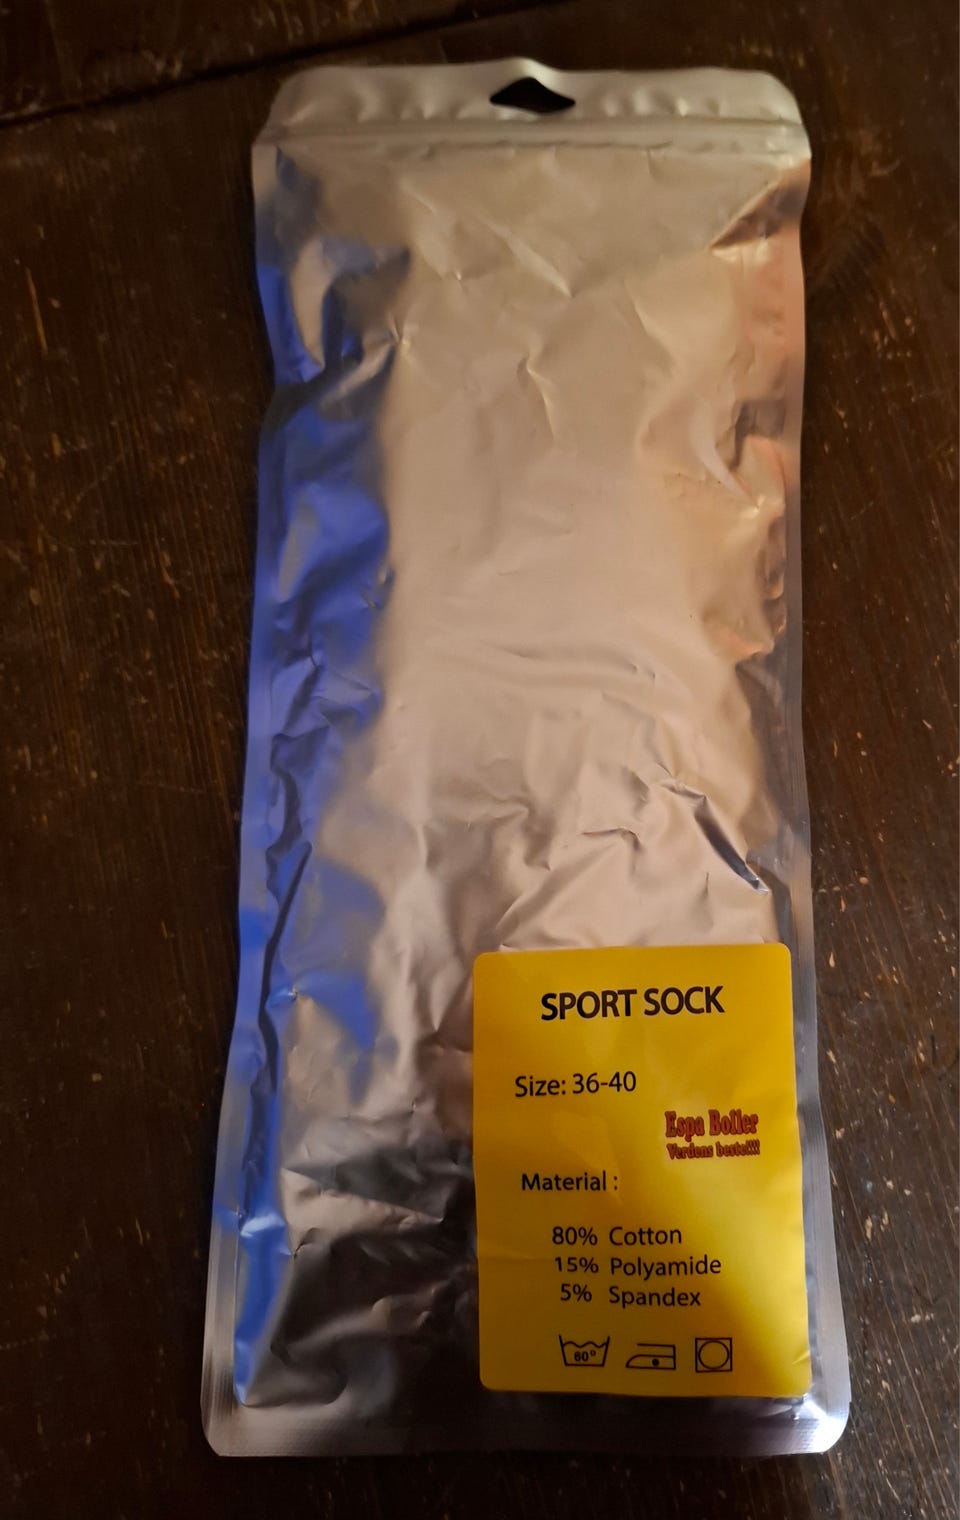 SPORT SOCK
Size: 36-40
Espa Boller
Verdens beste!!!!
Material :
80% Cotton
15% Polyamide
5% Spandex
60°